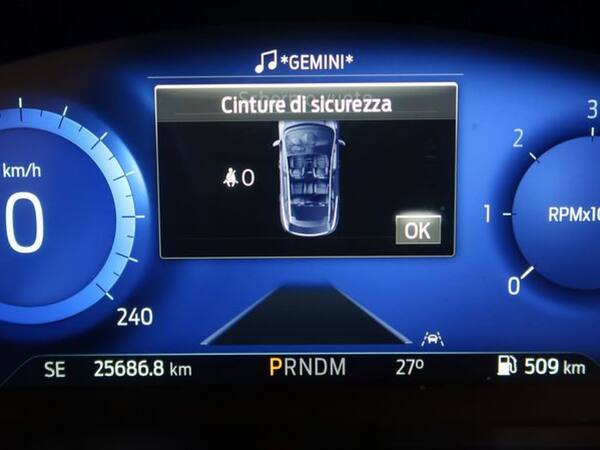 *GEMINI*
Cinture di sicurezza
km/h
0
0
OK
240
3
2
1
0
RPMx10
SE 25686.8 km PRNDM 27° 509 km